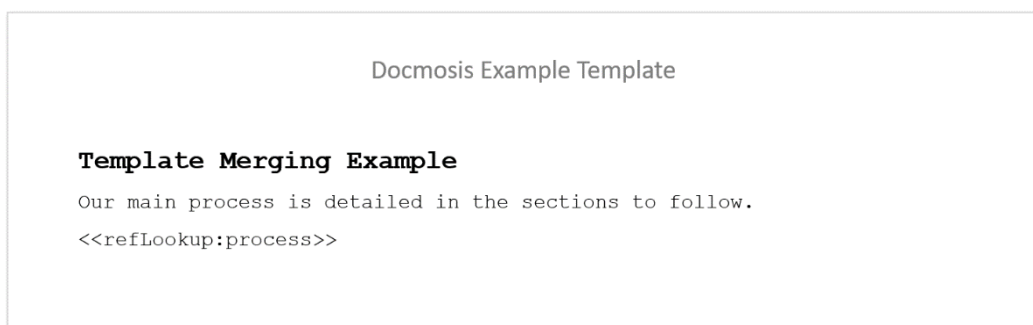 Docmosis Example Template
Template Merging Example
Our main process is detailed in the sections to follow.
<<refLookup:process>>